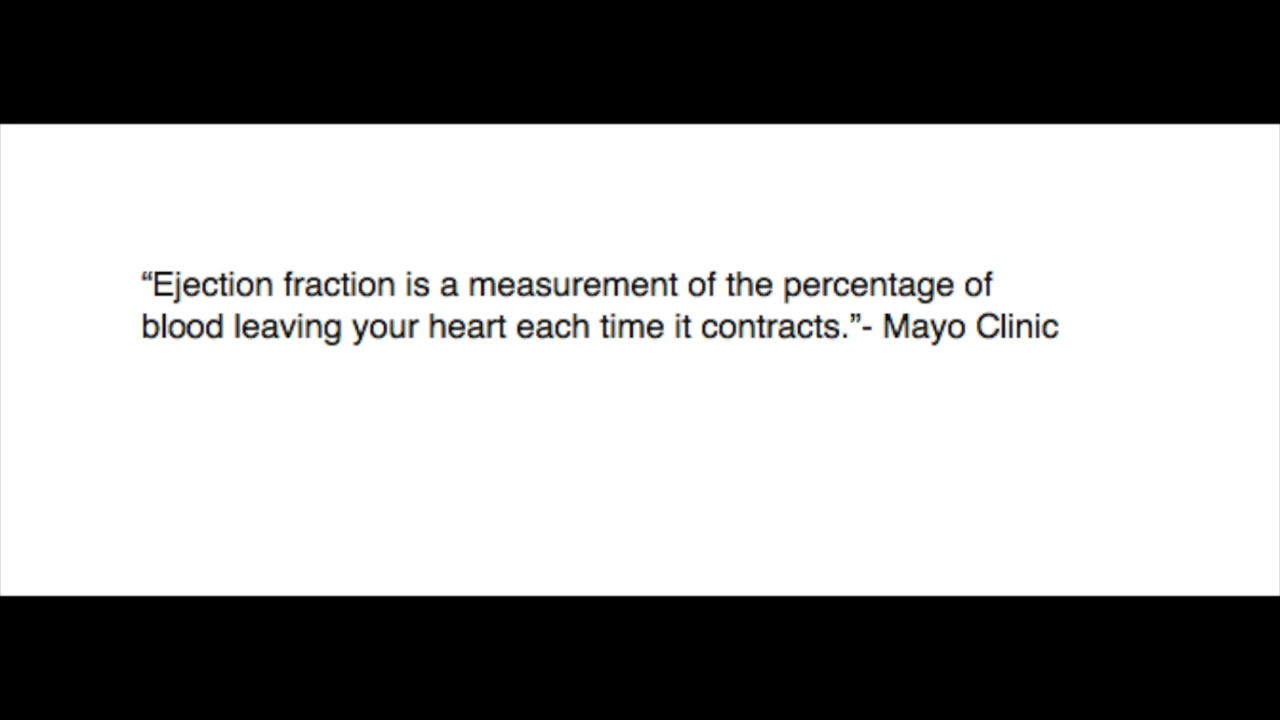 “Ejection fraction is a measurement of the percentage of
blood leaving your heart each time it contracts.”- Mayo Clinic